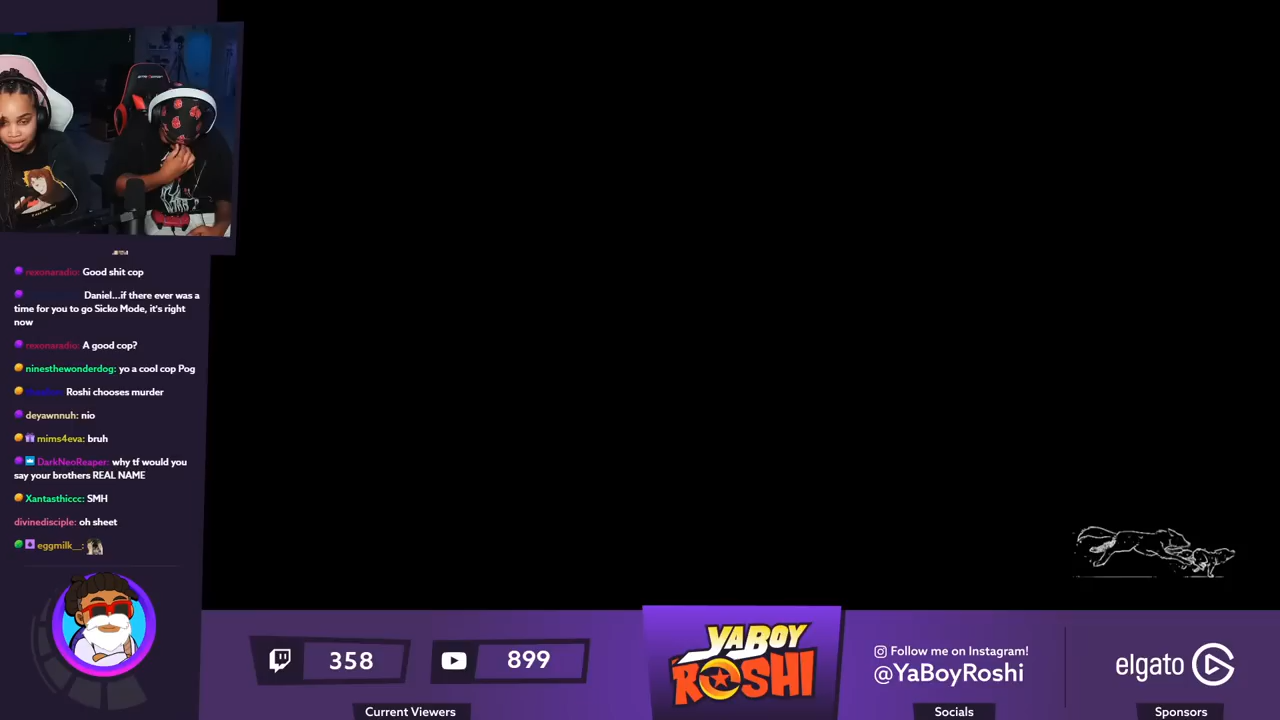 rexonaradio: Good shit cop
Daniel...if there ever was a
time for you to go Sicko Mode, it's right
now
rexonaradio: A good cop?
ninesthewonderdog: yo a cool cop Pog
Roshi chooses murder
deyawnnuh: nio
mims4eva: bruh
DarkNeoReaper: why tf would you
say your brothers REAL NAME
Xantasthiccc: SMH
divinedisciple: oh sheet
eggmilk__:
358
899
Current Viewers
YABOY
ROSHI
Follow me on Instagram!
@YaBoyRoshi
Socials
elgato
Sponsors